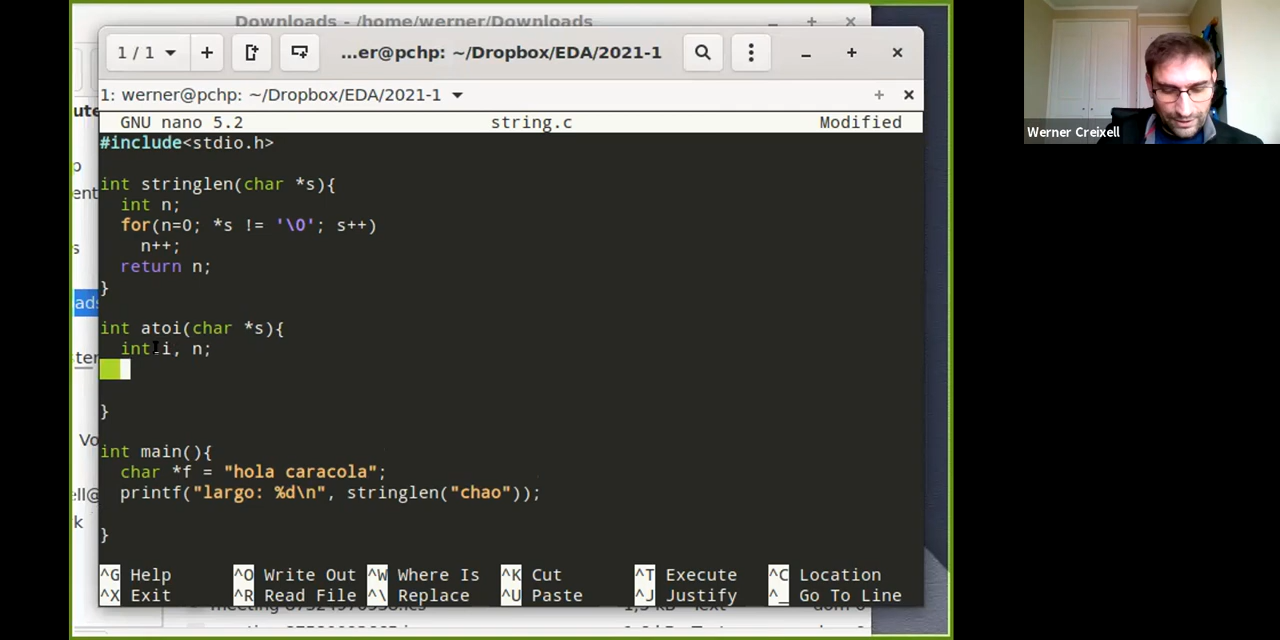 Downloads - /home/werner/Downloads
1 / 1
...er@pchp: ~/Dropbox/EDA/2021-1
1: werner@pchp: ~/Dropbox/EDA/2021-1
GNU nano 5.2 string.c Modified
#include<stdio.h>
int stringlen(char *s){
int n;
for(n=0; *s != '\0'; s++)
n++;
return n;
}
int atoi(char *s){
int i, n;
}
int main(){
char *f = "hola caracola";
printf("largo: %d\n", stringlen("chao"));
}
^G Help ^O Write Out ^W Where Is ^K Cut ^T Execute ^C Location
^X Exit ^R Read File ^\ Replace ^U Paste ^J Justify ^_ Go To Line
Werner Creixell